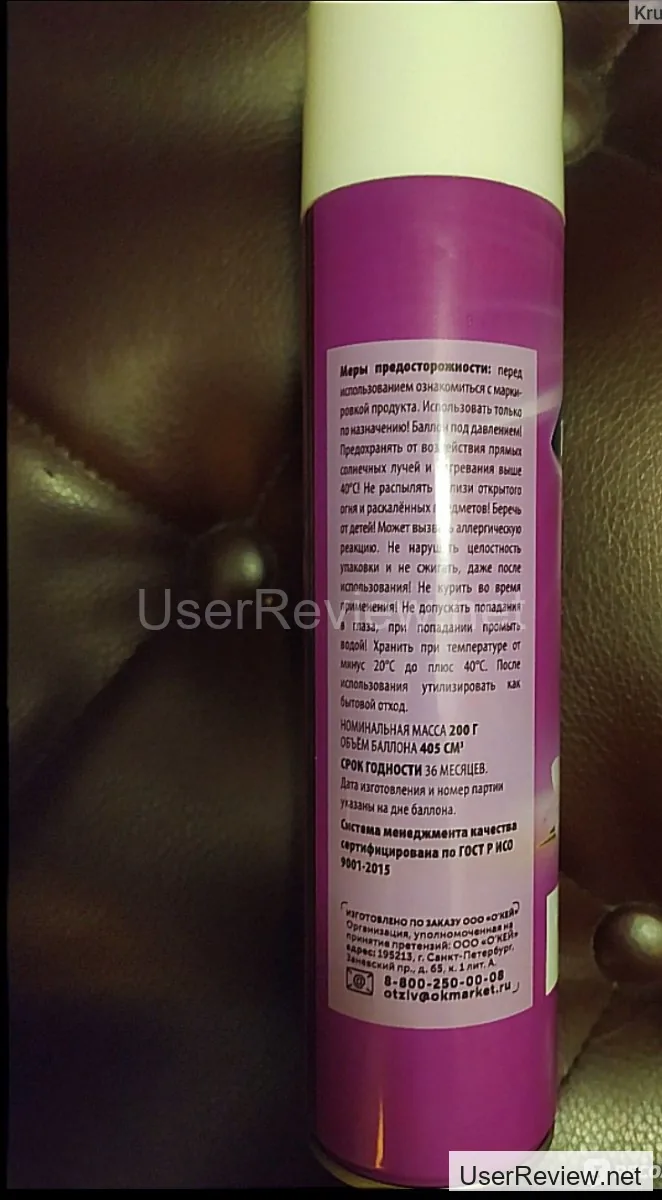 Kru
Меры предосторожности: перед
использованием ознакомиться с марки-
ровкой продукта. Использовать только
по назначению! Баллон под давлением!
Предохранять от воздействия прямых
солнечных лучей и нагревания выше
40°C! Не распылять вблизи открытого
огня и раскалённых предметов! Беречь
от детей! Может вызвать аллергическую
реакцию. Не нарушать целостность
упаковки и не сжигать, даже после
использования! Не курить во время
применения! Не допускать попадания
в глаза, при попадании промыть
водой! Хранить при температуре от
минус 20°C до плюс 40°C. После
использования утилизировать как
бытовой отход.
НОМИНАЛЬНАЯ МАССА 200 Г
ОБЪЁМ БАЛЛОНА 405 СМ³
СРОК ГОДНОСТИ 36 МЕСЯЦЕВ.
Дата изготовления и номер партии
указаны на дне баллона.
Система менеджмента качества
сертифицирована по ГОСТ Р ИСО
9001-2015
ИЗГОТОВЛЕНО ПО ЗАКАЗУ ООО «О'КЕЙ»
Организация, уполномоченная на
принятие претензий: ООО «О'КЕЙ»,
адрес: 195213, г. Санкт-Петербург,
Заневский пр., д. 65, к. 1 лит. А.
8-800-250-00-08
otziv@okmarket.ru
UserReview.net
UserReview.net